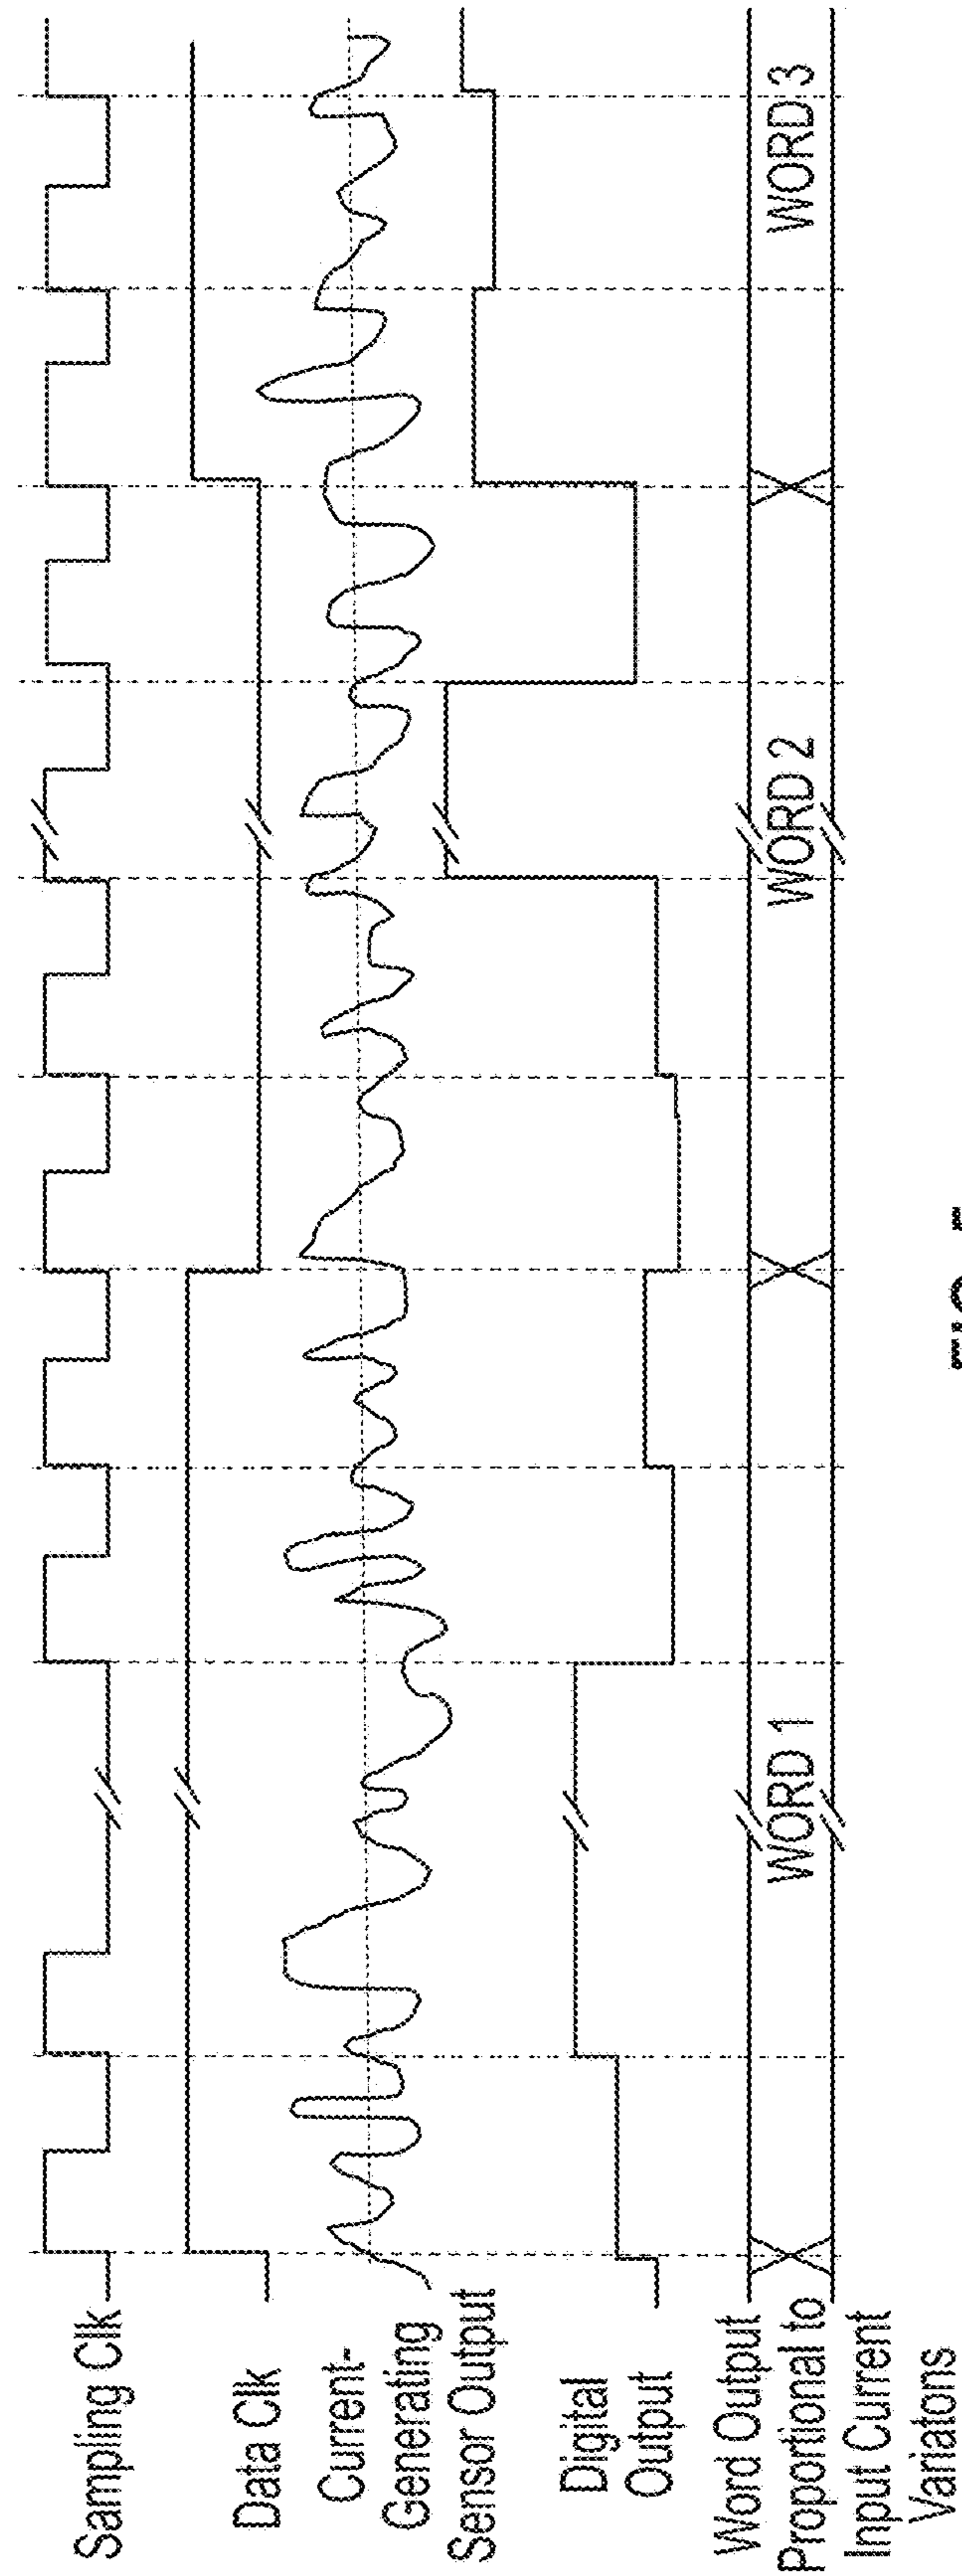 Sampling Clk
Data Clk
Current-
Generating
Sensor Output
Digital
Output
Word Output
Proportional to
Input Current
Variatons
WORD 1
WORD 2
WORD 3